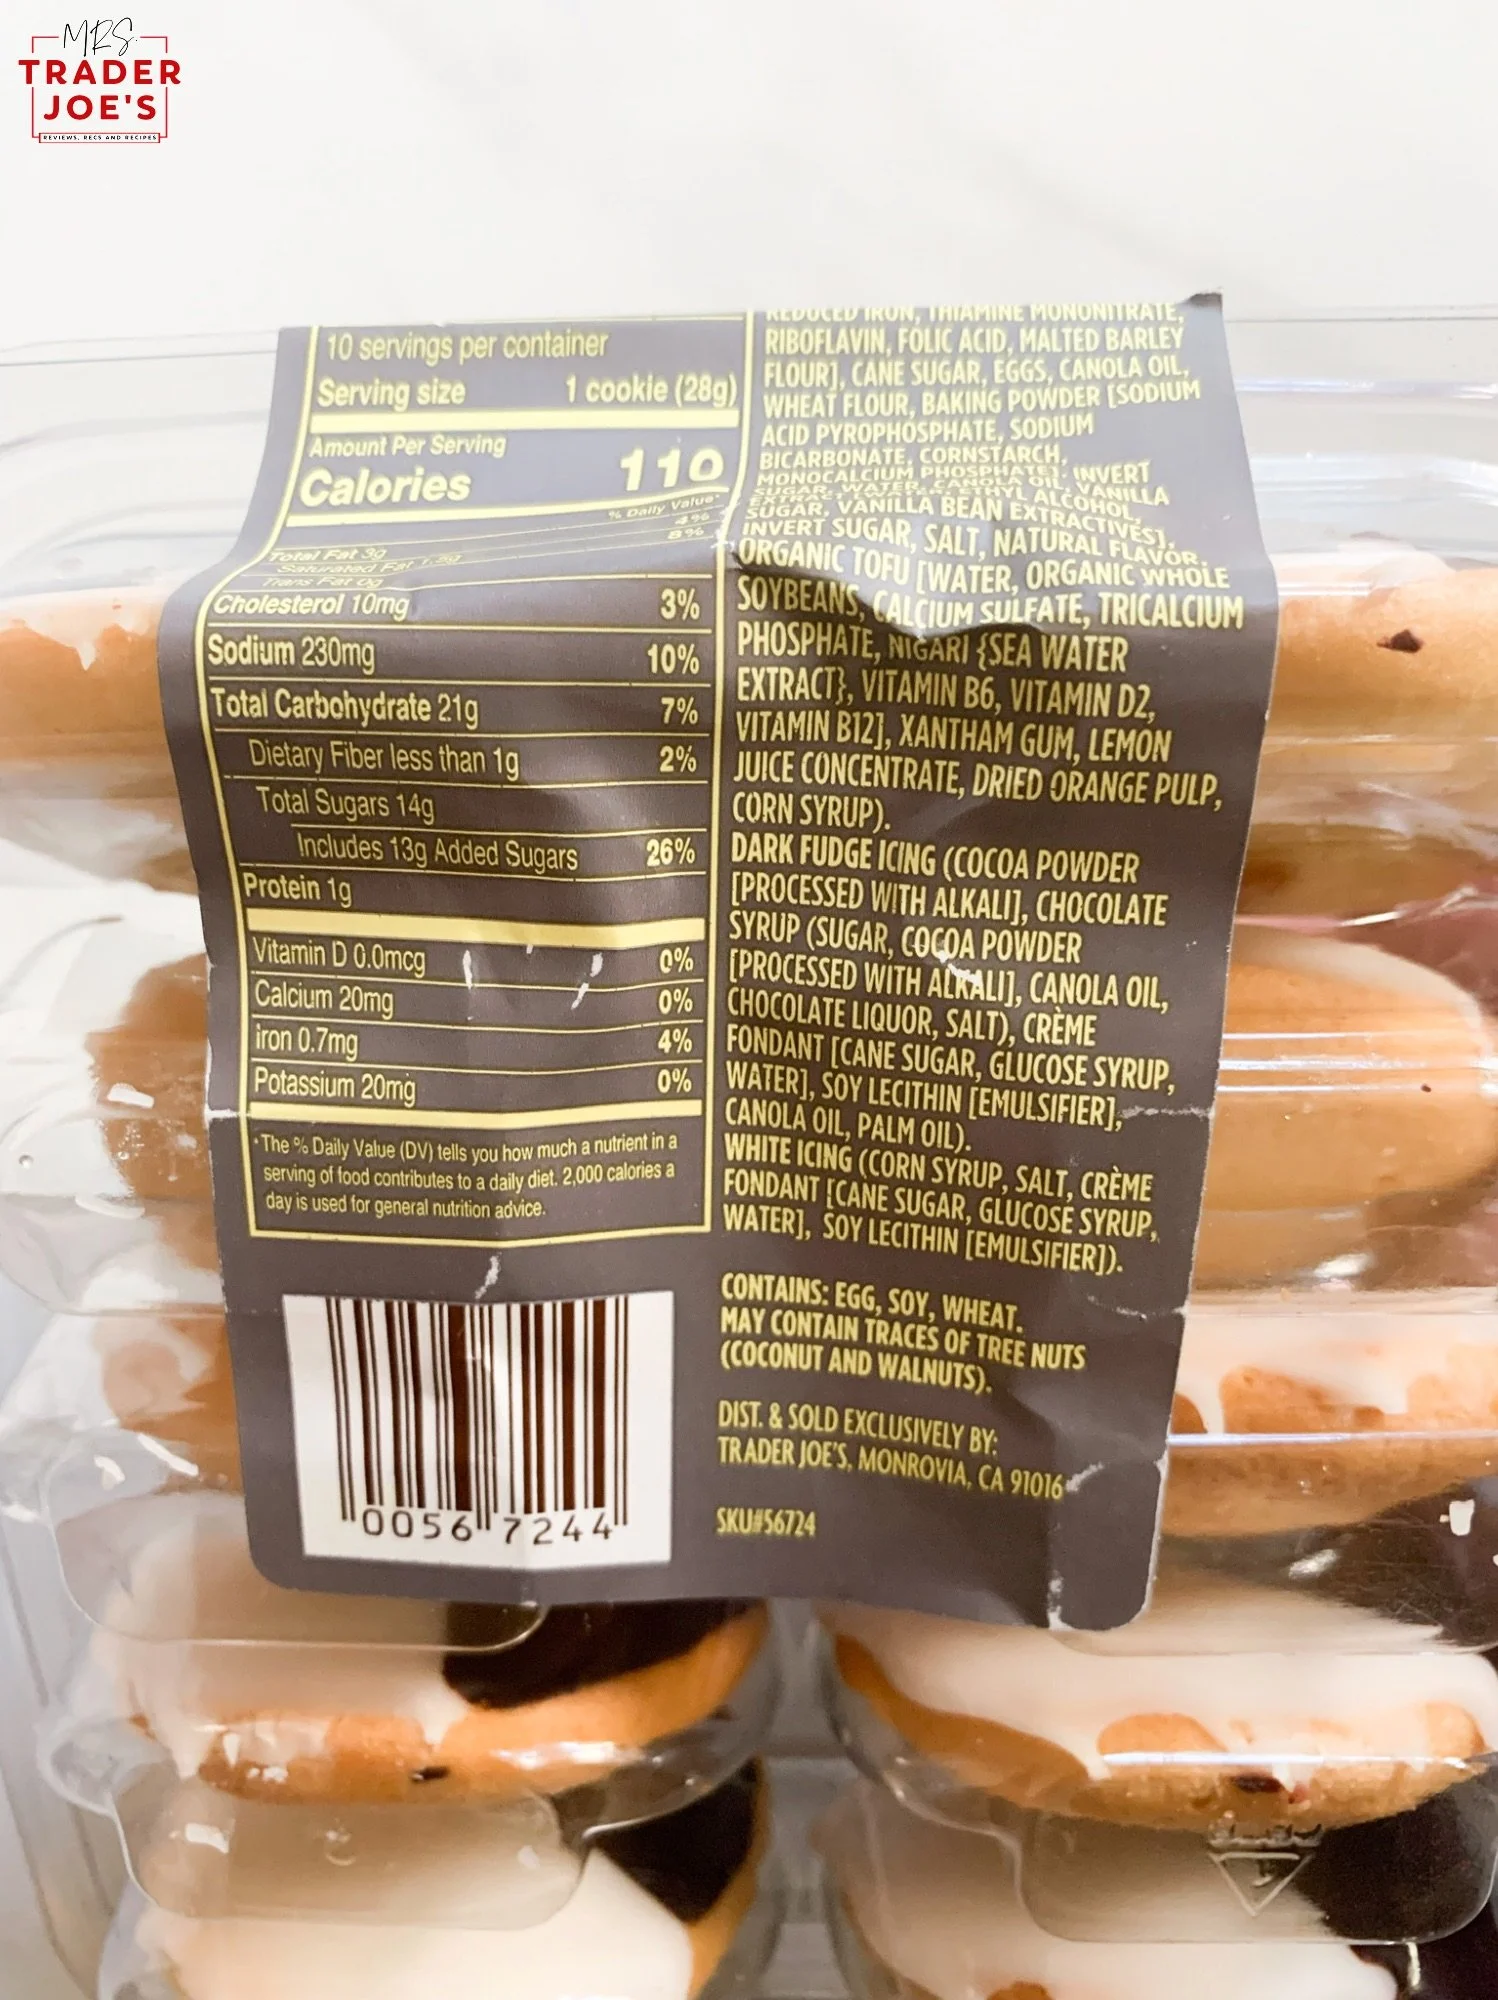 MRS.
TRADER
JOE'S
REVIEWS, RECS AND RECIPES
10 servings per container
Serving size 1 cookie (28g)
Amount Per Serving
Calories 110
% Daily Value*
Total Fat 3g 4%
Saturated Fat 1.5g 8%
Trans Fat 0g
Cholesterol 10mg 3%
Sodium 230mg 10%
Total Carbohydrate 21g 7%
Dietary Fiber less than 1g 2%
Total Sugars 14g
Includes 13g Added Sugars 26%
Protein 1g
Vitamin D 0.0mcg 0%
Calcium 20mg 0%
iron 0.7mg 4%
Potassium 20mg 0%
*The % Daily Value (DV) tells you how much a nutrient in a
serving of food contributes to a daily diet. 2,000 calories a
day is used for general nutrition advice.
0056 7244
REDUCED IRON, THIAMINE MONONITRATE,
RIBOFLAVIN, FOLIC ACID, MALTED BARLEY
FLOUR], CANE SUGAR, EGGS, CANOLA OIL,
WHEAT FLOUR, BAKING POWDER [SODIUM
ACID PYROPHOSPHATE, SODIUM
BICARBONATE, CORNSTARCH,
MONOCALCIUM PHOSPHATE], INVERT
SUGAR, WATER, CANOLA OIL, VANILLA
ETHYL ALCOHOL,
SUGAR, VANILLA BEAN EXTRACTIVES],
INVERT SUGAR, SALT, NATURAL FLAVOR,
ORGANIC TOFU [WATER, ORGANIC WHOLE
SOYBEANS, CALCIUM SULFATE, TRICALCIUM
PHOSPHATE, NIGARI {SEA WATER
EXTRACT}, VITAMIN B6, VITAMIN D2,
VITAMIN B12], XANTHAM GUM, LEMON
JUICE CONCENTRATE, DRIED ORANGE PULP,
CORN SYRUP).
DARK FUDGE ICING (COCOA POWDER
[PROCESSED WITH ALKALI], CHOCOLATE
SYRUP (SUGAR, COCOA POWDER
[PROCESSED WITH ALKALI], CANOLA OIL,
CHOCOLATE LIQUOR, SALT), CRÈME
FONDANT [CANE SUGAR, GLUCOSE SYRUP,
WATER], SOY LECITHIN [EMULSIFIER],
CANOLA OIL, PALM OIL).
WHITE ICING (CORN SYRUP, SALT, CRÈME
FONDANT [CANE SUGAR, GLUCOSE SYRUP,
WATER], SOY LECITHIN [EMULSIFIER]).
CONTAINS: EGG, SOY, WHEAT.
MAY CONTAIN TRACES OF TREE NUTS
(COCONUT AND WALNUTS).
DIST. & SOLD EXCLUSIVELY BY:
TRADER JOE'S, MONROVIA, CA 91016
SKU#56724